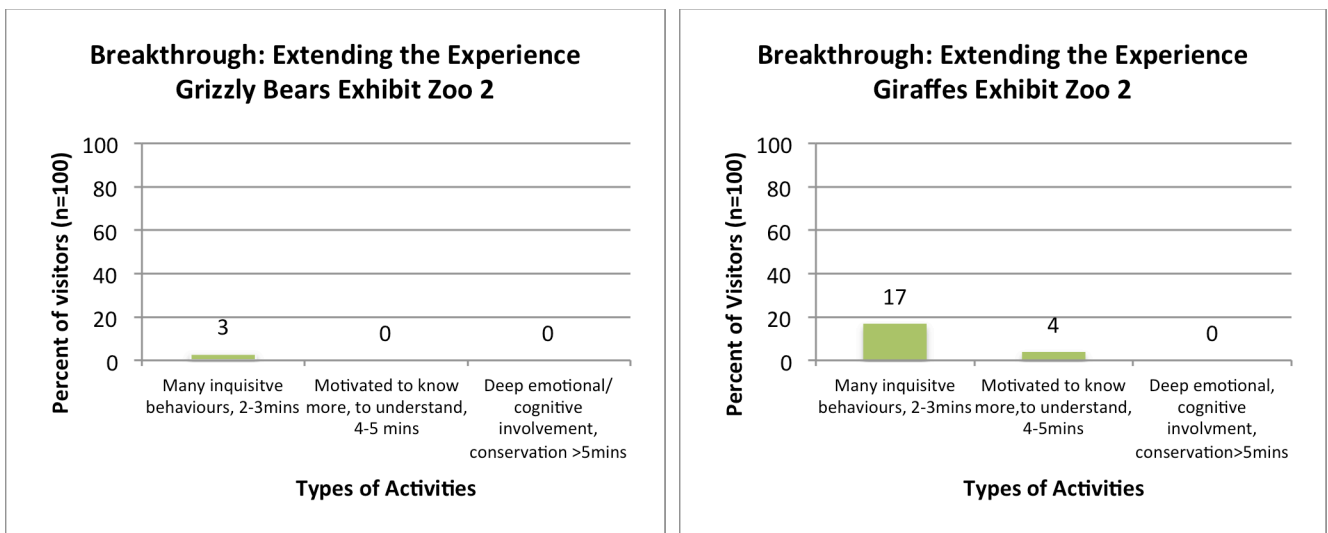 Breakthrough: Extending the Experience
Grizzly Bears Exhibit Zoo 2
Percent of visitors (n=100)
100
80
60
40
20
0
3
0
0
Many inquisitve
behaviours, 2-3mins
Motivated to know
more, to understand,
4-5 mins
Deep emotional/
cognitive
involvement,
conservation >5mins
Types of Activities
Breakthrough: Extending the Experience
Giraffes Exhibit Zoo 2
Percent of Visitors (n=100)
100
80
60
40
20
0
17
4
0
Many inquisitve
behaviours, 2-3mins
Motivated to know
more,to understand,
4-5mins
Deep emotional,
cognitive
involvment,
conservation>5mins
Types of Activities